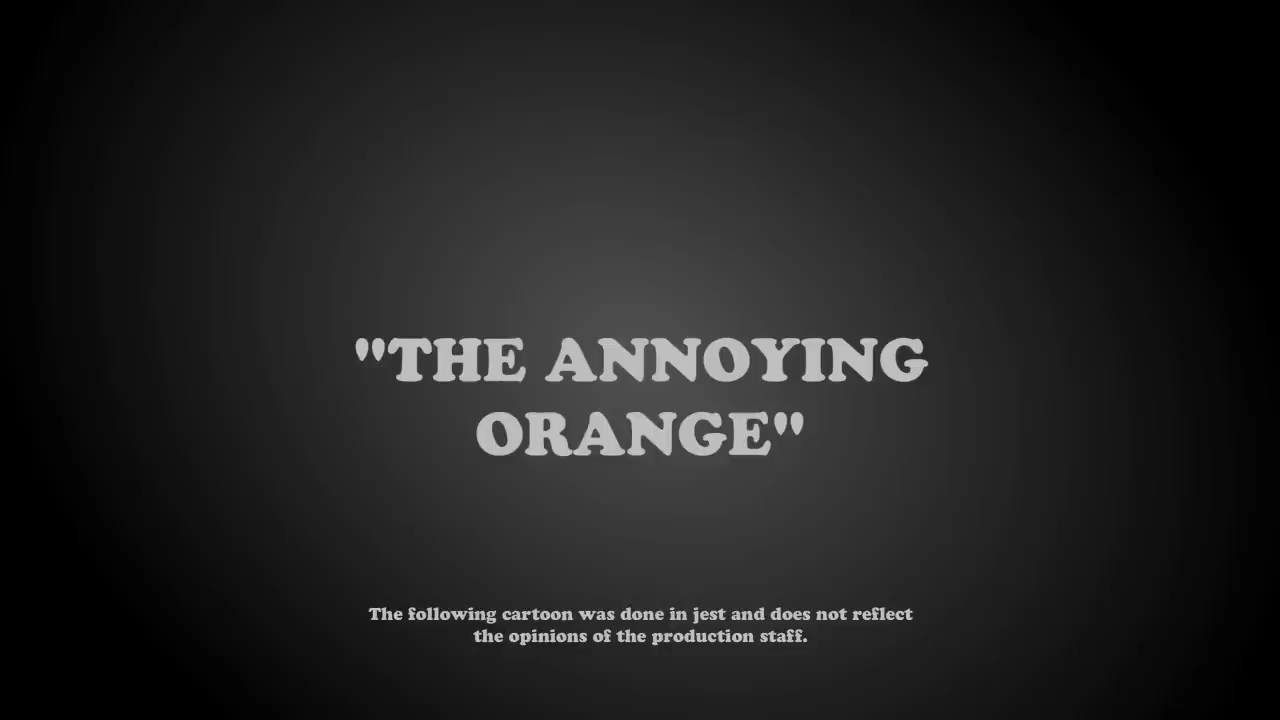 "THE ANNOYING
ORANGE"
The following cartoon was done in jest and does not reflect
the opinions of the production staff.